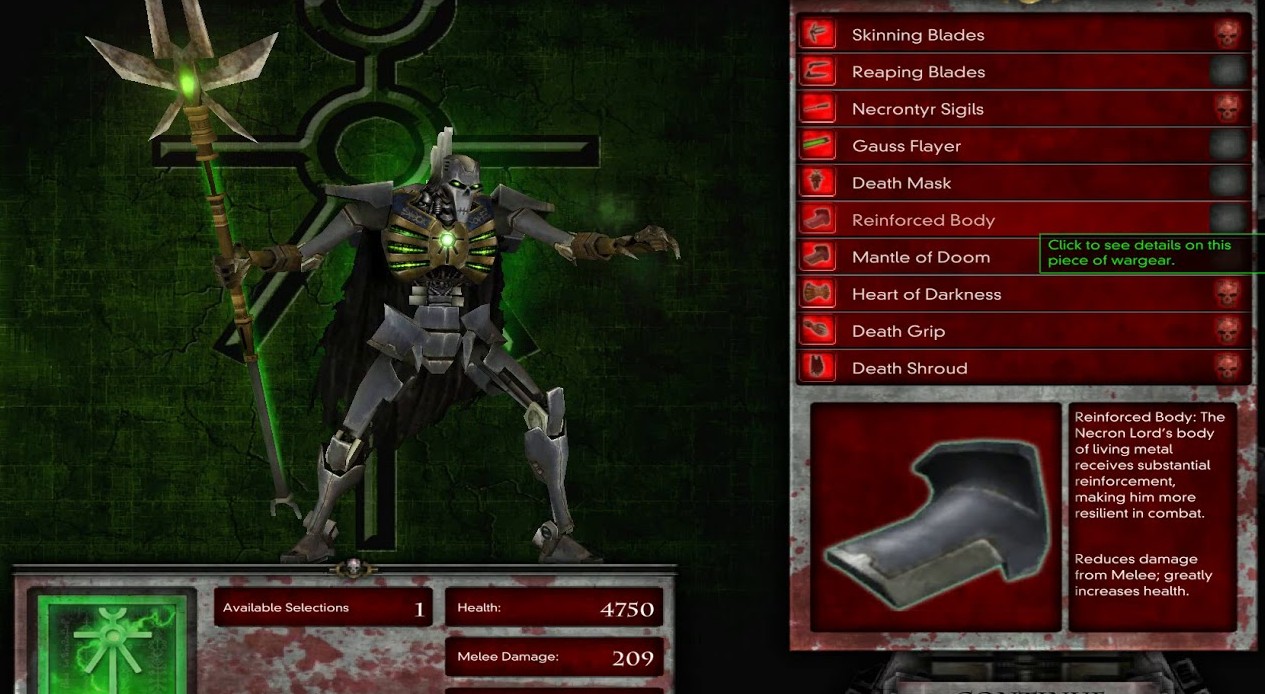 Skinning Blades
Reaping Blades
Necrontyr Sigils
Gauss Flayer
Death Mask
Reinforced Body
Mantle of Doom
Click to see details on this
piece of wargear.
Heart of Darkness
Death Grip
Death Shroud
Reinforced Body: The
Necron Lord's body
of living metal
receives substantial
reinforcement,
making him more
resilient in combat.
Reduces damage
from Melee; greatly
increases health.
Available Selections 1
Health: 4750
Melee Damage: 209
CONTINUE